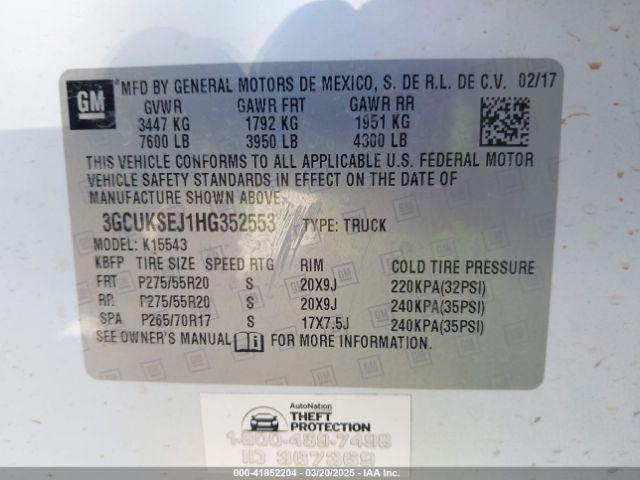 GM
*MFD BY GENERAL MOTORS DE MEXICO, S. DE R.L. DE C.V. 02/17
GVWR GAWR FRT GAWR RR
3447 KG 1792 KG 1951 KG
7600 LB 3950 LB 4300 LB
THIS VEHICLE CONFORMS TO ALL APPLICABLE U.S. FEDERAL MOTOR
VEHICLE SAFETY STANDARDS IN EFFECT ON THE DATE OF
MANUFACTURE SHOWN ABOVE.
3GCUKSEJ1HG352553 TYPE: TRUCK
MODEL: K15543
KBFP TIRE SIZE SPEED RTG RIM COLD TIRE PRESSURE
FRT P275/55R20 S 20X9J 220KPA(32PSI)
RR P275/55R20 S 20X9J 240KPA(35PSI)
SPA P265/70R17 S 17X7.5J 240KPA(35PSI)
SEE OWNER'S MANUAL FOR MORE INFORMATION.
AutoNation
THEFT
PROTECTION
1-800-459-7498
ID 367369
000-41852204 — 03/20/2025 — IAA Inc.